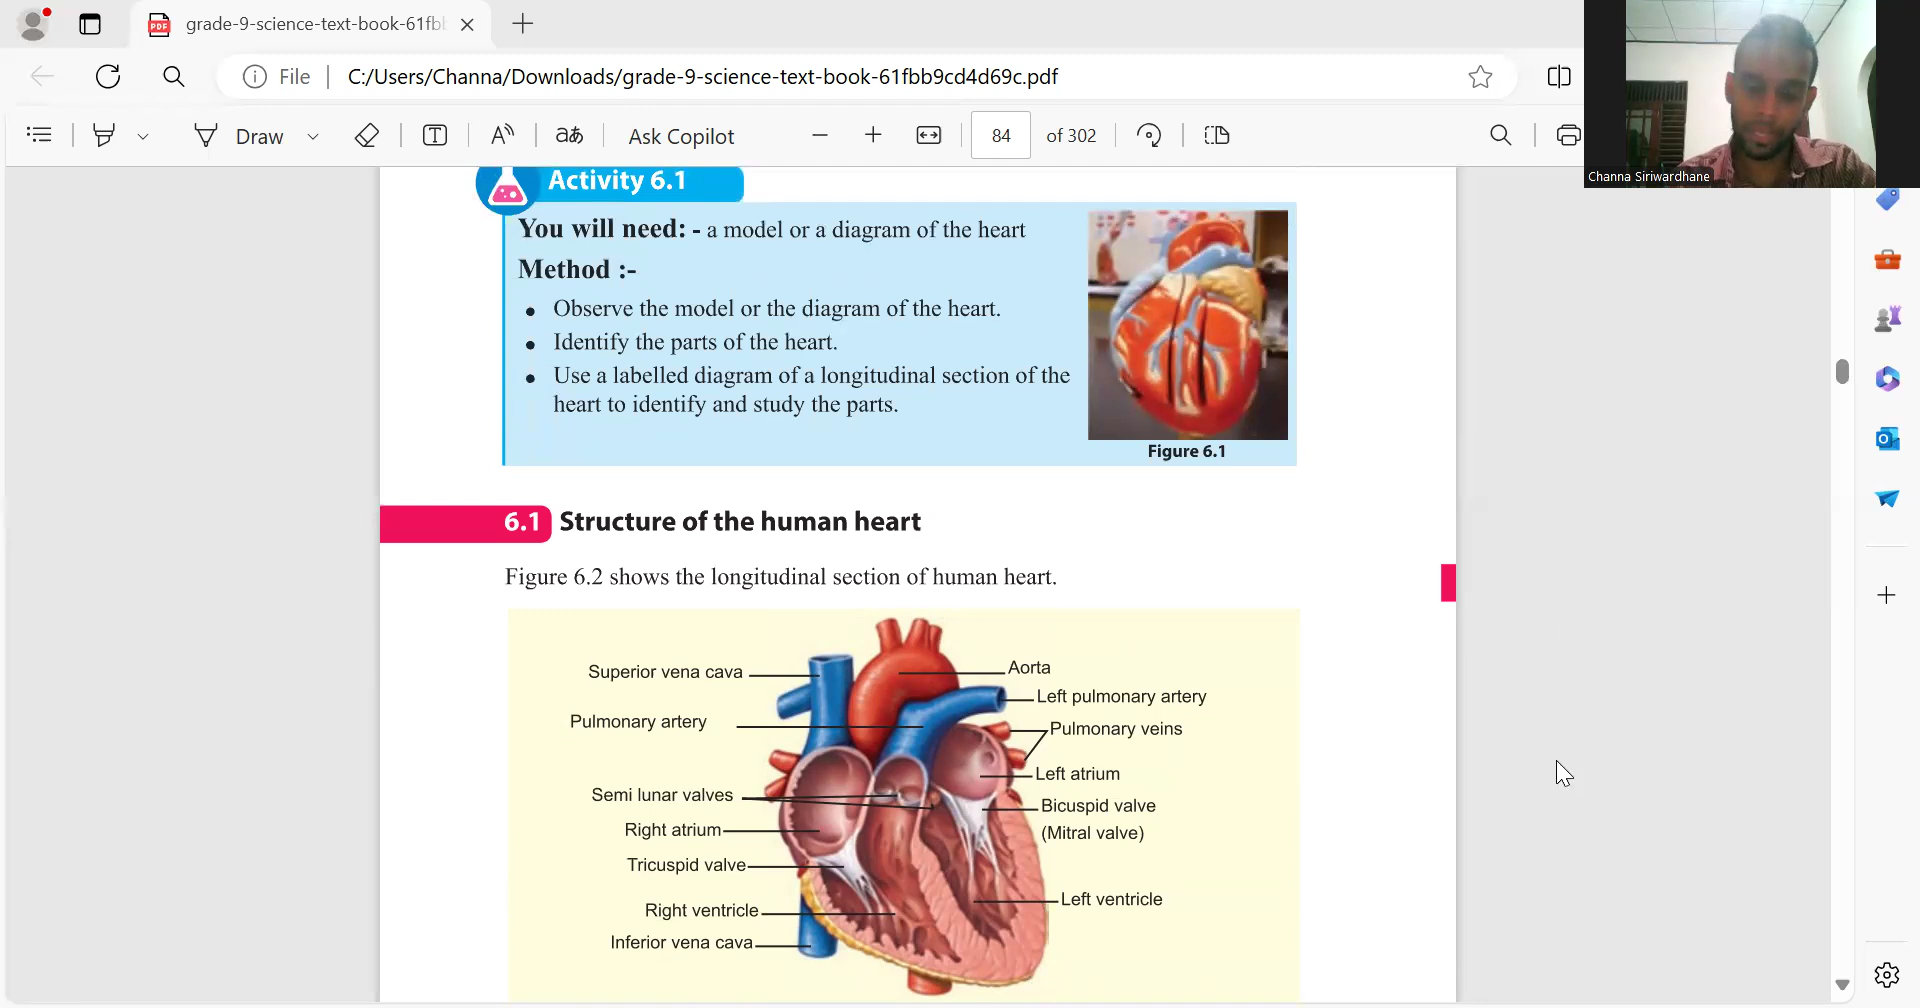 grade-9-science-text-book-61fb
File
C:/Users/Channa/Downloads/grade-9-science-text-book-61fbb9cd4d69c.pdf
Draw
Ask Copilot
84
of 302
Channa Siriwardhane
Activity 6.1
You will need: - a model or a diagram of the heart
Method :-
• Observe the model or the diagram of the heart.
• Identify the parts of the heart.
• Use a labelled diagram of a longitudinal section of the
heart to identify and study the parts.
Figure 6.1
6.1 Structure of the human heart
Figure 6.2 shows the longitudinal section of human heart.
Superior vena cava
Pulmonary artery
Semi lunar valves
Right atrium
Tricuspid valve
Right ventricle
Inferior vena cava
Aorta
Left pulmonary artery
Pulmonary veins
Left atrium
Bicuspid valve
(Mitral valve)
Left ventricle